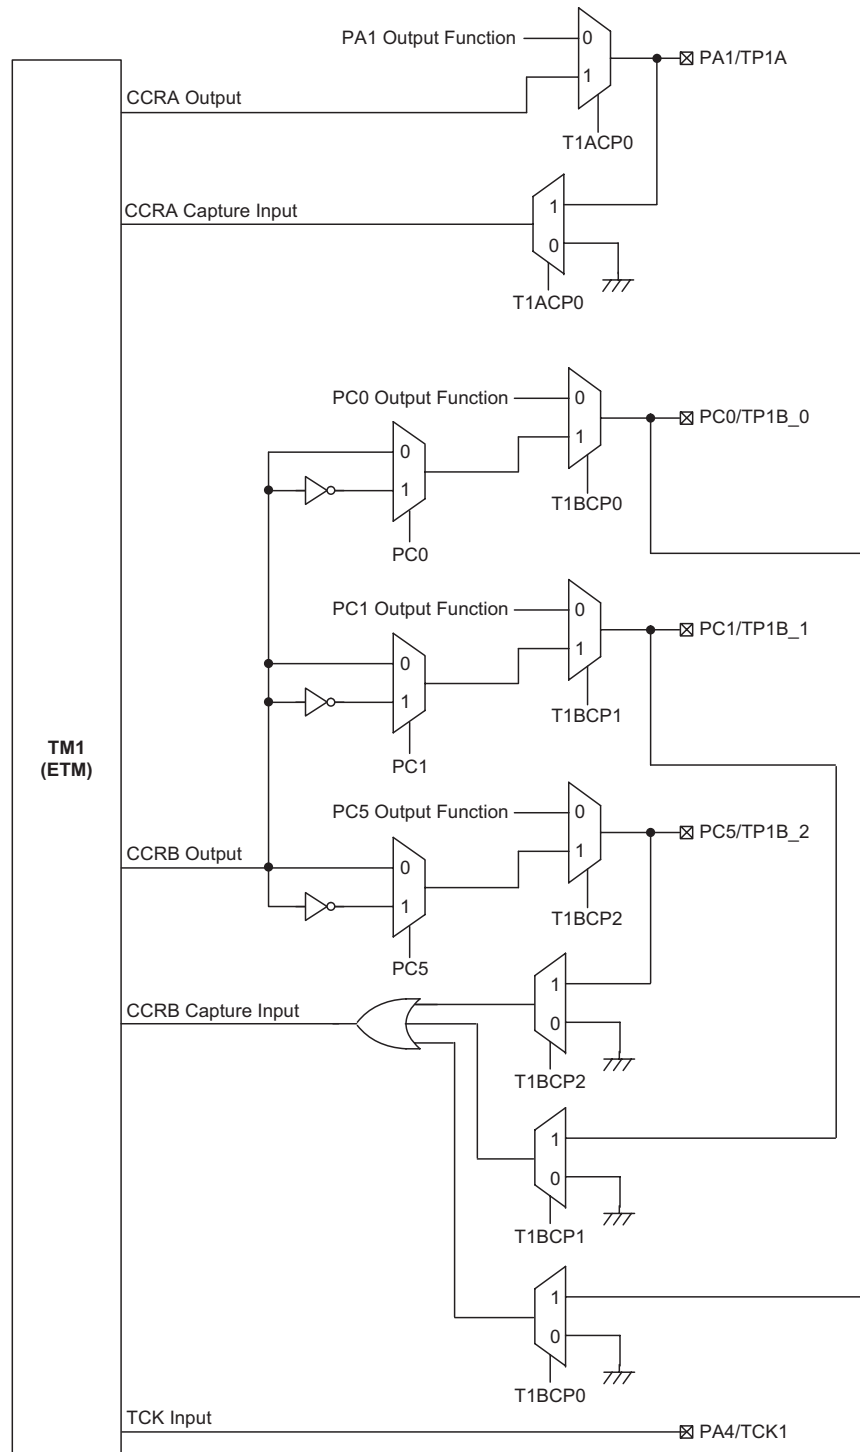 PA1 Output Function
0
1
PA1/TP1A
CCRA Output
T1ACP0
CCRA Capture Input
1
0
T1ACP0
PC0 Output Function
0
1
PC0/TP1B_0
0
1
T1BCP0
PC0
PC1 Output Function
0
1
PC1/TP1B_1
0
1
T1BCP1
PC1
TM1
(ETM)
PC5 Output Function
0
1
PC5/TP1B_2
CCRB Output
0
1
T1BCP2
PC5
1
CCRB Capture Input
0
T1BCP2
1
0
T1BCP1
1
0
T1BCP0
TCK Input
PA4/TCK1